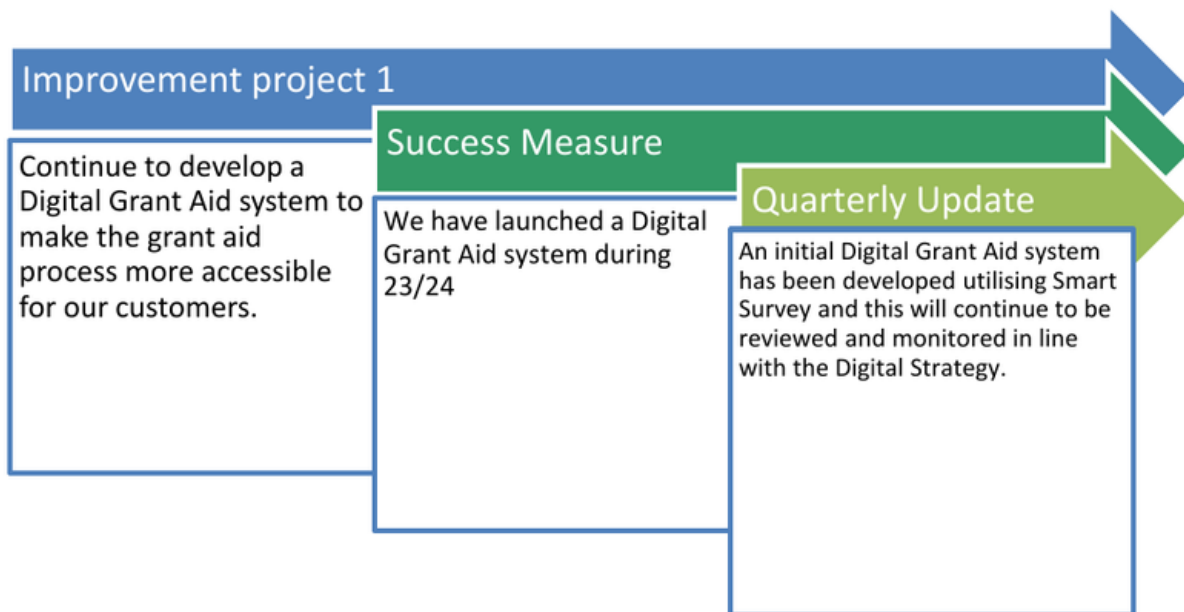 Improvement project 1
Continue to develop a
Digital Grant Aid system to
make the grant aid
process more accessible
for our customers.
Success Measure
We have launched a Digital
Grant Aid system during
23/24
Quarterly Update
An initial Digital Grant Aid system
has been developed utilising Smart
Survey and this will continue to be
reviewed and monitored in line
with the Digital Strategy.